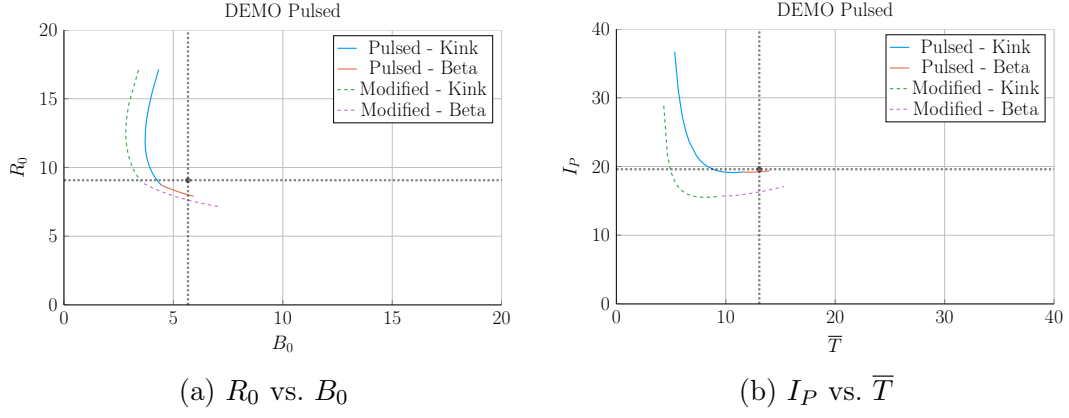 DEMO Pulsed
20
15
10
5
0
R₀
0
5
10
15
20
B₀
Pulsed - Kink
Pulsed - Beta
Modified - Kink
Modified - Beta
(a) R₀ vs. B₀
DEMO Pulsed
40
30
20
10
0
I_P
0
10
20
30
40
T̅
Pulsed - Kink
Pulsed - Beta
Modified - Kink
Modified - Beta
(b) I_P vs. T̅